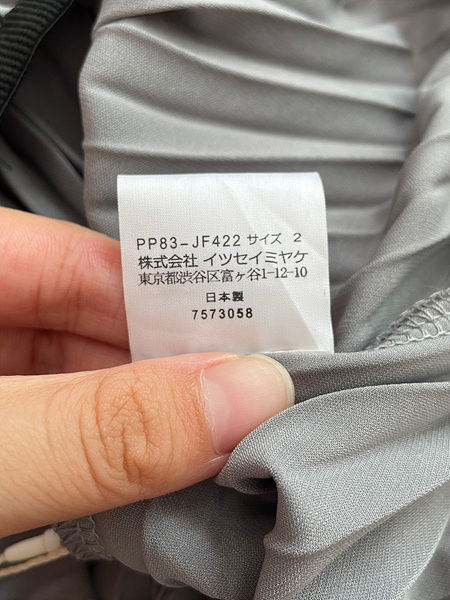 PP83-JF422 サイズ 2
株式会社 イツセイミヤケ
東京都渋谷区富ヶ谷1-12-10
日本製
7573058